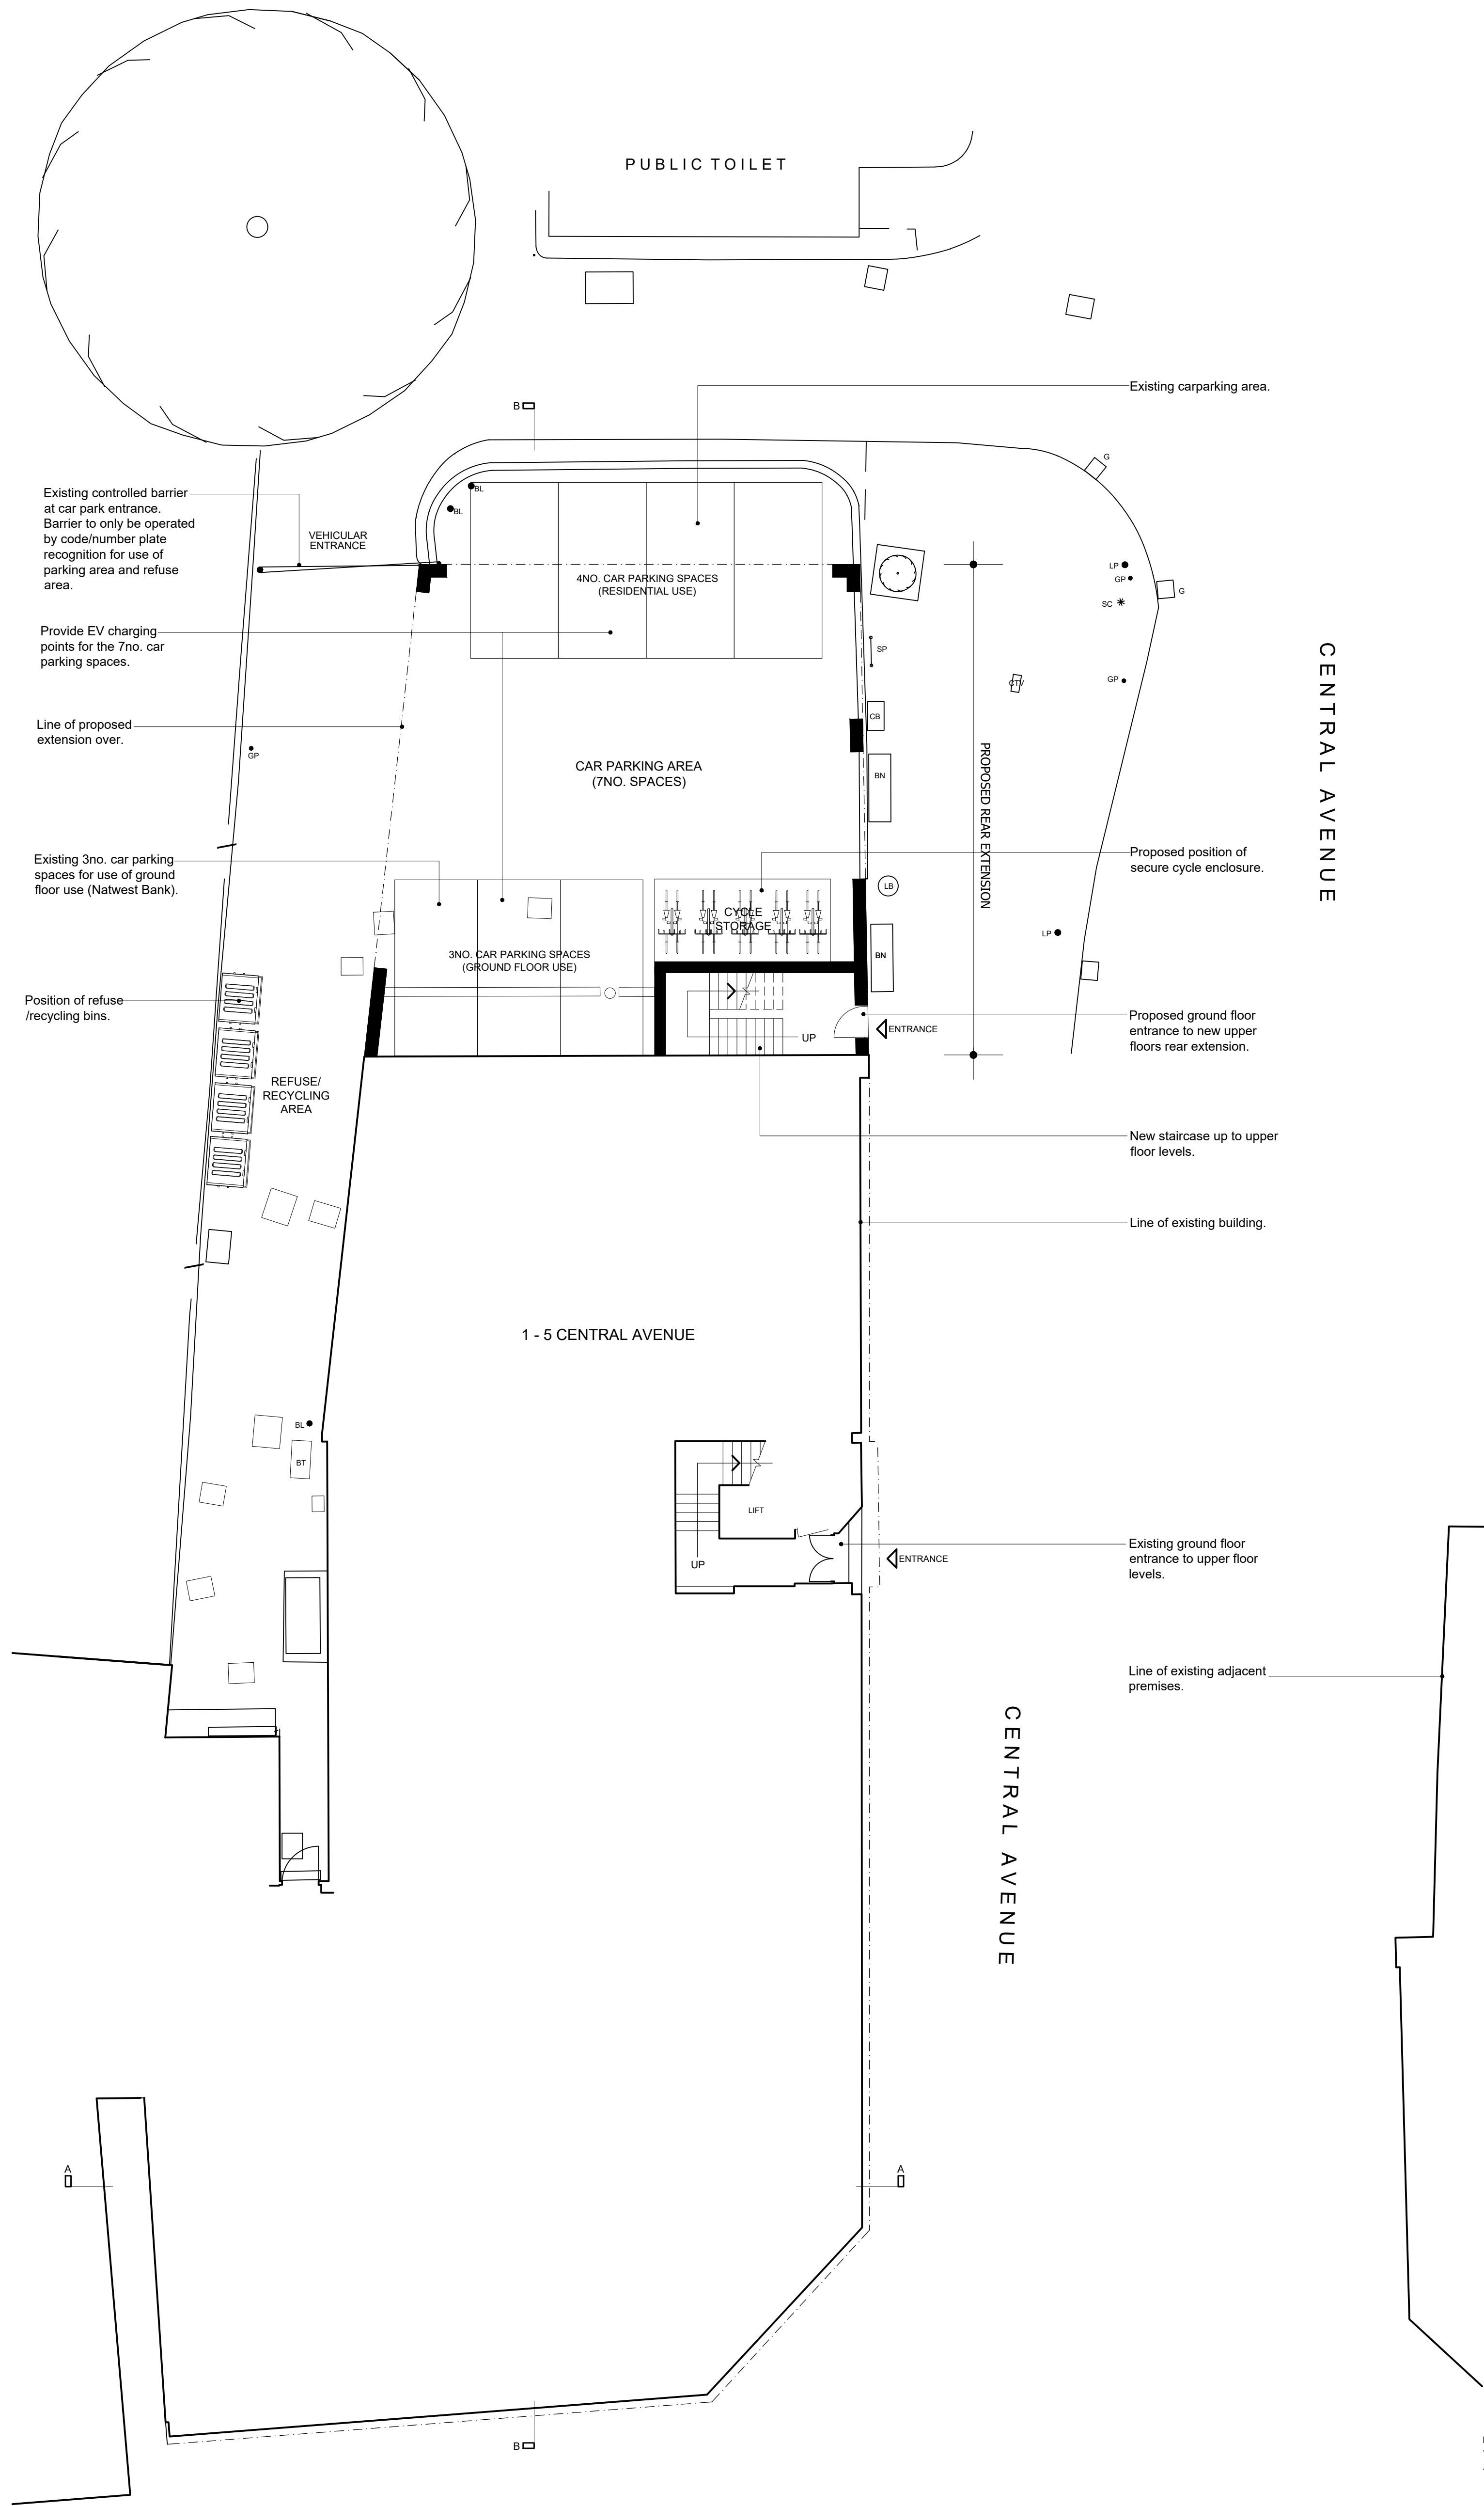 PUBLIC TOILET
Existing carparking area.
B
G
BL
BL
Existing controlled barrier
at car park entrance.
Barrier to only be operated
by code/number plate
recognition for use of
parking area and refuse
area.
VEHICULAR
ENTRANCE
4NO. CAR PARKING SPACES
(RESIDENTIAL USE)
LP
GP
G
SC
Provide EV charging
points for the 7no. car
parking spaces.
SP
CTV
GP
CENTRAL AVENUE
Line of proposed
extension over.
CB
GP
CAR PARKING AREA
(7NO. SPACES)
BN
PROPOSED REAR EXTENSION
Existing 3no. car parking
spaces for use of ground
floor use (Natwest Bank).
Proposed position of
secure cycle enclosure.
LB
CYCLE
STORAGE
LP
3NO. CAR PARKING SPACES
(GROUND FLOOR USE)
BN
Position of refuse
/recycling bins.
UP
ENTRANCE
Proposed ground floor
entrance to new upper
floors rear extension.
REFUSE/
RECYCLING
AREA
New staircase up to upper
floor levels.
Line of existing building.
1 - 5 CENTRAL AVENUE
BL
BT
LIFT
UP
ENTRANCE
Existing ground floor
entrance to upper floor
levels.
Line of existing adjacent
premises.
CENTRAL AVENUE
A
A
B